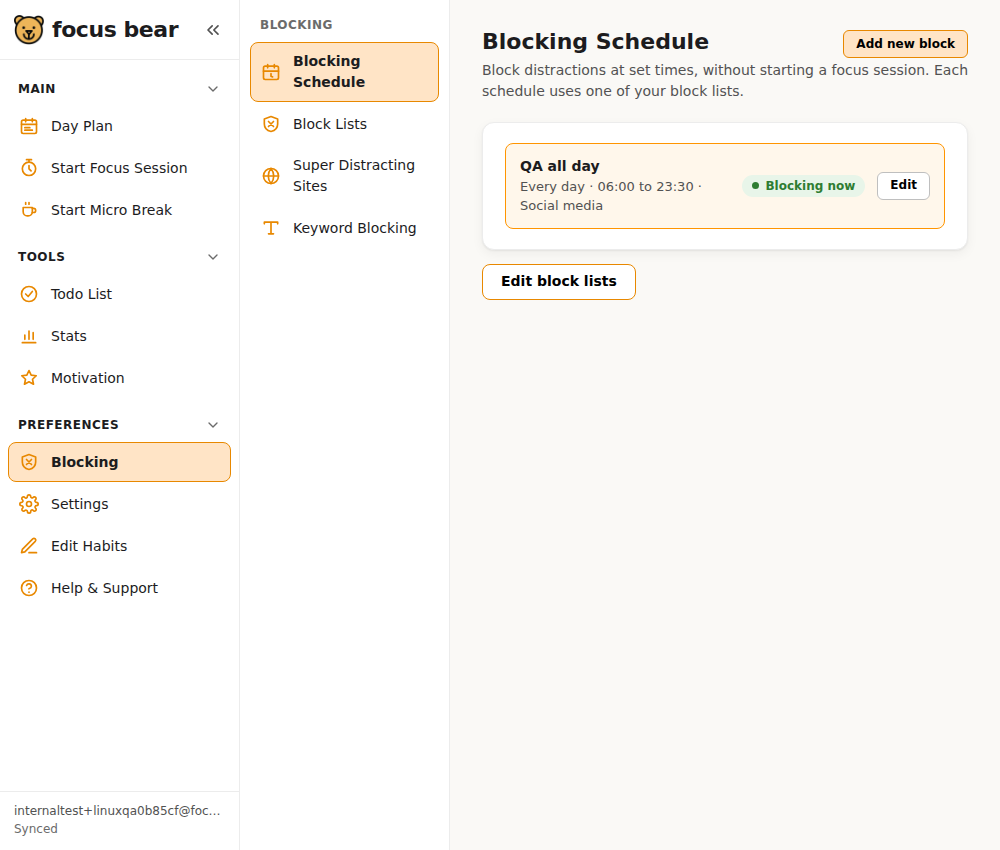 focus bear
MAIN
Day Plan
Start Focus Session
Start Micro Break
TOOLS
Todo List
Stats
Motivation
PREFERENCES
Blocking
Settings
Edit Habits
Help & Support
internaltest+linuxqa0b85cf@foc...
Synced
BLOCKING
Blocking
Schedule
Block Lists
Super Distracting
Sites
Keyword Blocking
Blocking Schedule
Add new block
Block distractions at set times, without starting a focus session. Each
schedule uses one of your block lists.
QA all day
Every day · 06:00 to 23:30 ·
Social media
Blocking now
Edit
Edit block lists